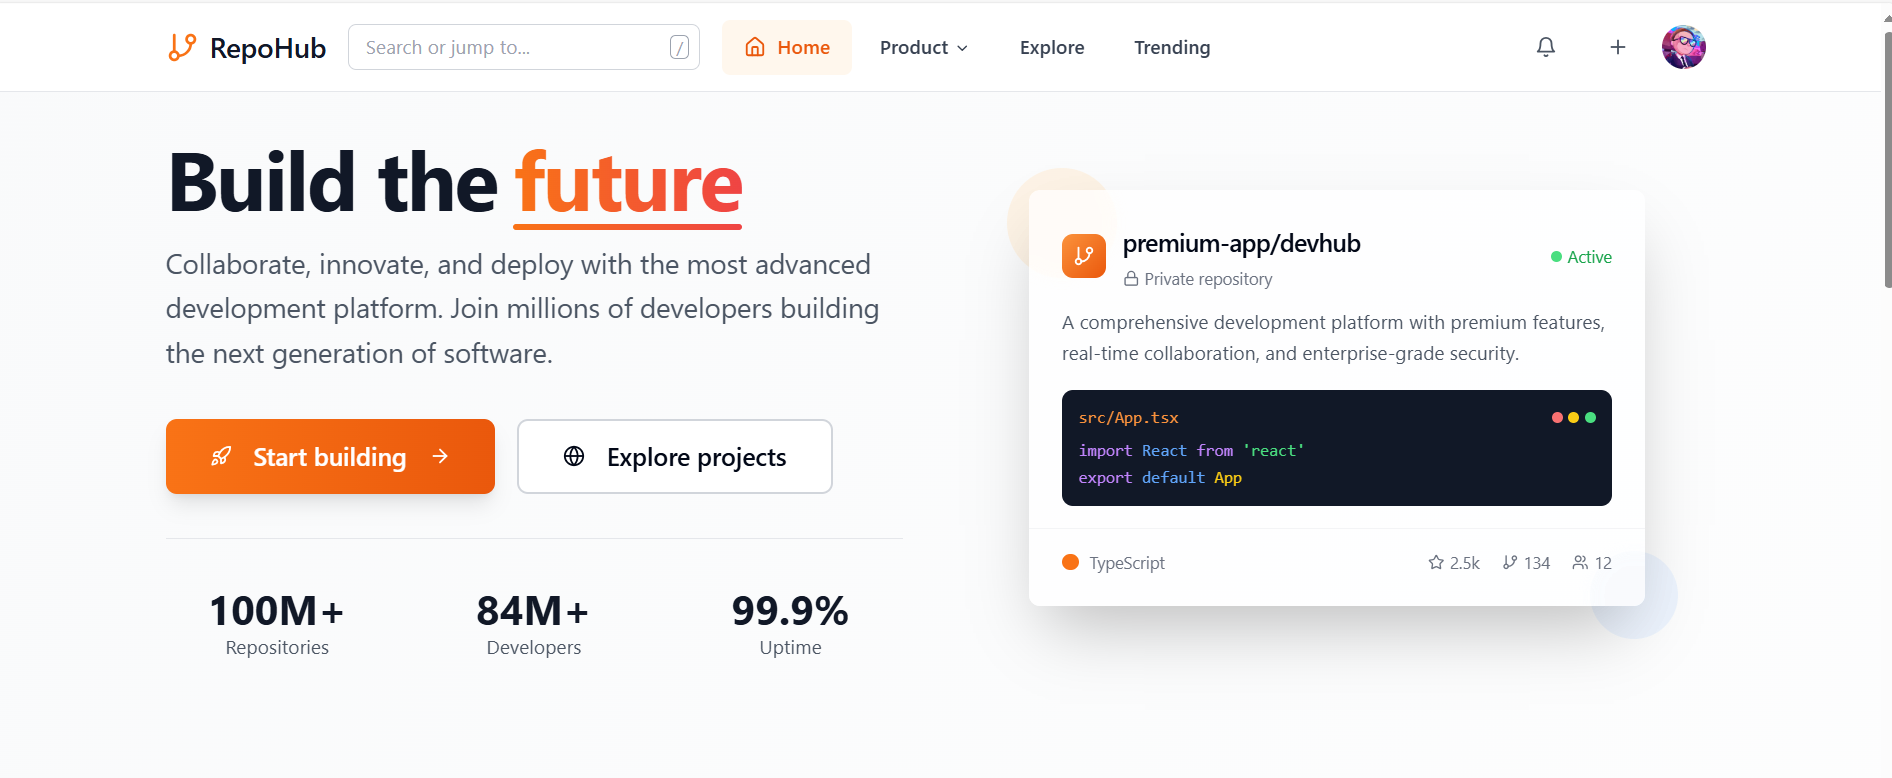 RepoHub
Search or jump to...
/
Home
Product
Explore
Trending
Build the future
Collaborate, innovate, and deploy with the most advanced
development platform. Join millions of developers building
the next generation of software.
Start building
Explore projects
100M+
Repositories
84M+
Developers
99.9%
Uptime
premium-app/devhub
Private repository
Active
A comprehensive development platform with premium features,
real-time collaboration, and enterprise-grade security.
src/App.tsx
import React from 'react'
export default App
TypeScript
2.5k
134
12